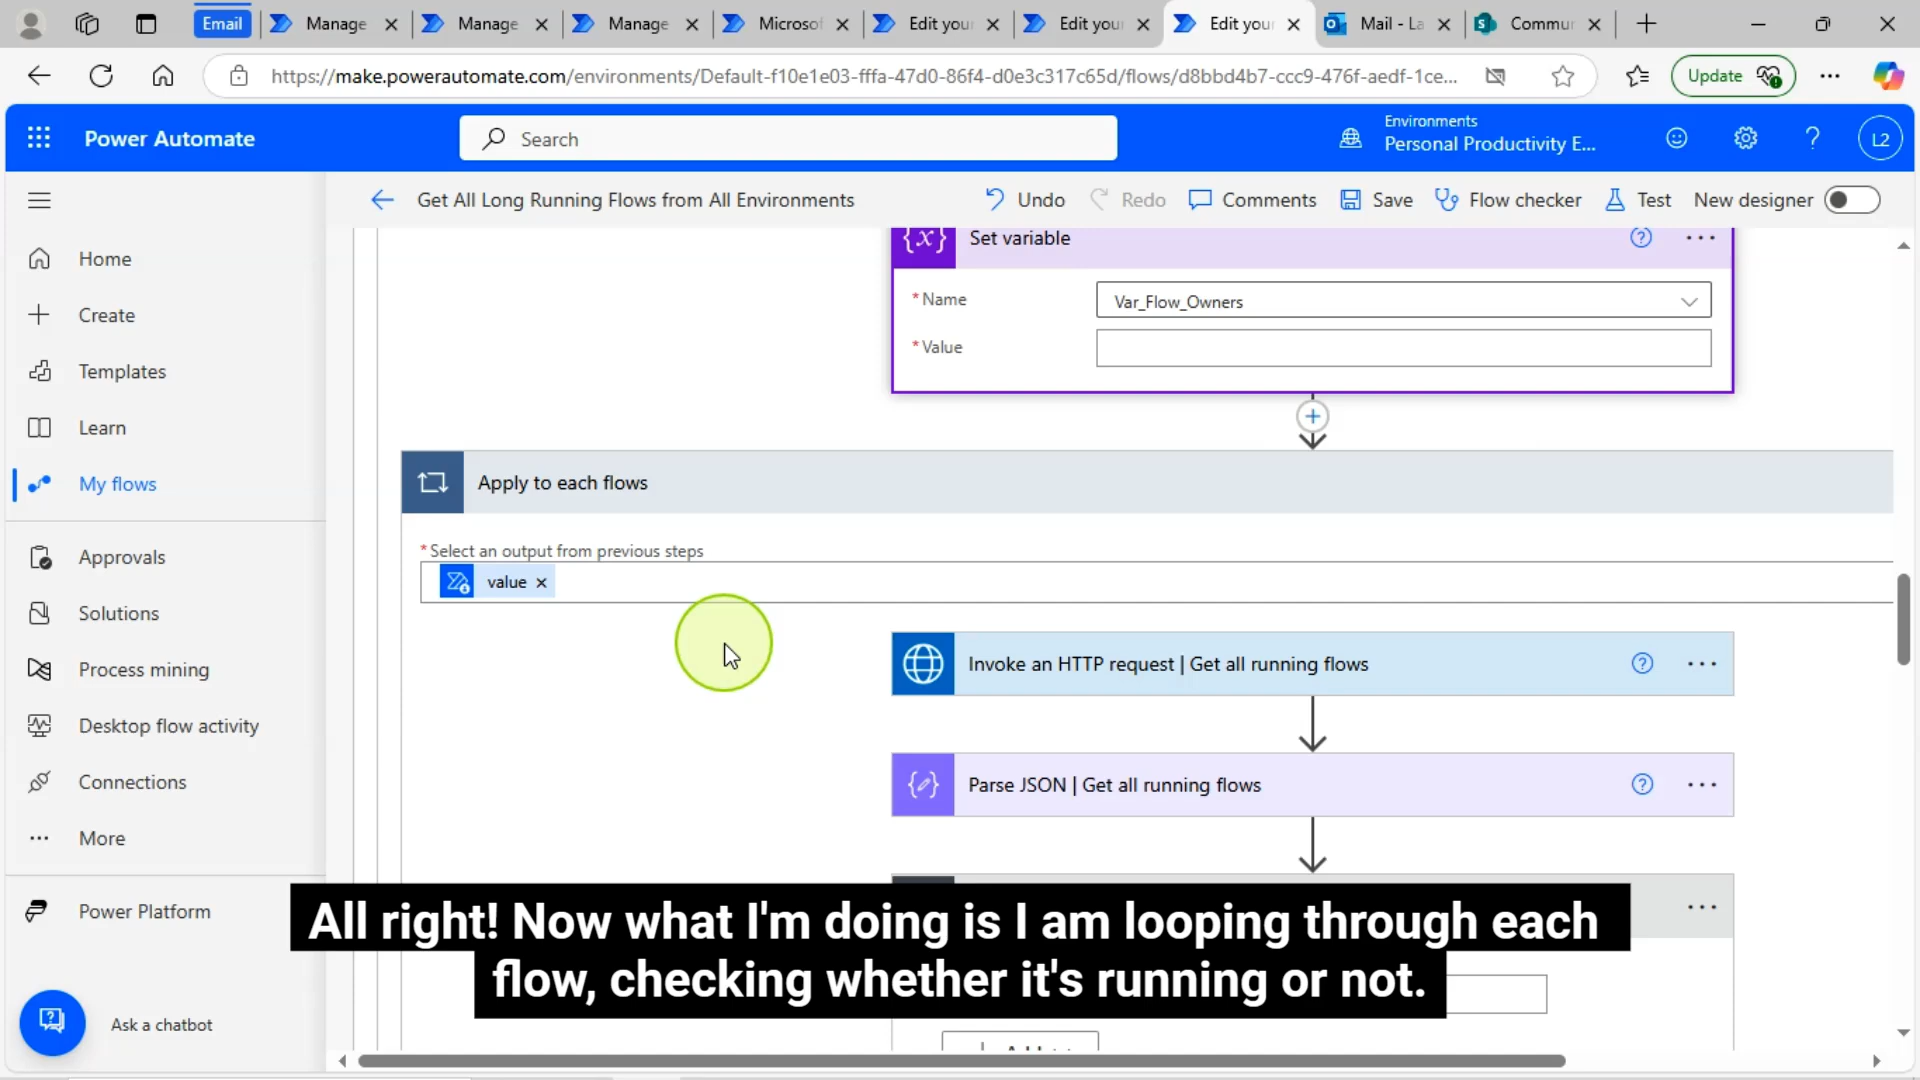 Email
Manage
Manage
Manage
Microsof
Edit your
Edit your
Edit your
Mail - La
Commun
https://make.powerautomate.com/environments/Default-f10e1e03-fffa-47d0-86f4-d0e3c317c65d/flows/d8bbd4b7-ccc9-476f-aedf-1ce...
Update
Power Automate
Search
Environments
Personal Productivity E...
L2
Get All Long Running Flows from All Environments
Undo
Redo
Comments
Save
Flow checker
Test
New designer
Home
Create
Templates
Learn
My flows
Approvals
Solutions
Process mining
Desktop flow activity
Connections
More
Power Platform
Ask a chatbot
{x} Set variable
* Name
Var_Flow_Owners
* Value
Apply to each flows
* Select an output from previous steps
value
Invoke an HTTP request | Get all running flows
Parse JSON | Get all running flows
All right! Now what I'm doing is I am looping through each
flow, checking whether it's running or not.